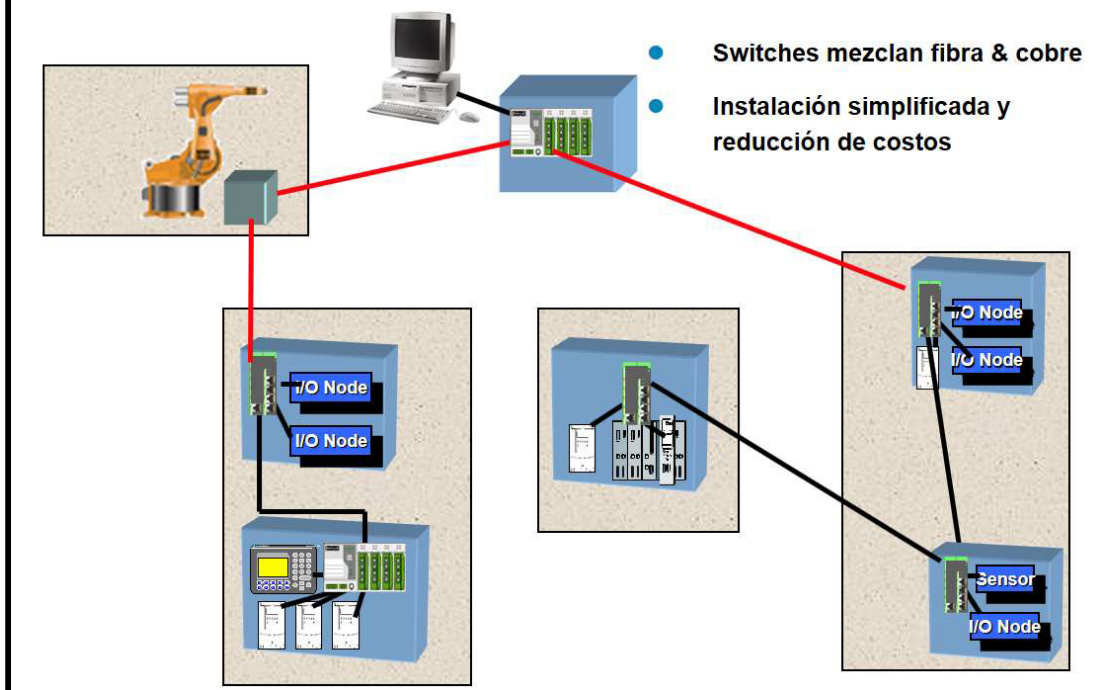 Switches mezclan fibra & cobre
Instalación simplificada y
reducción de costos
I/O Node
I/O Node
I/O Node
I/O Node
Sensor
I/O Node